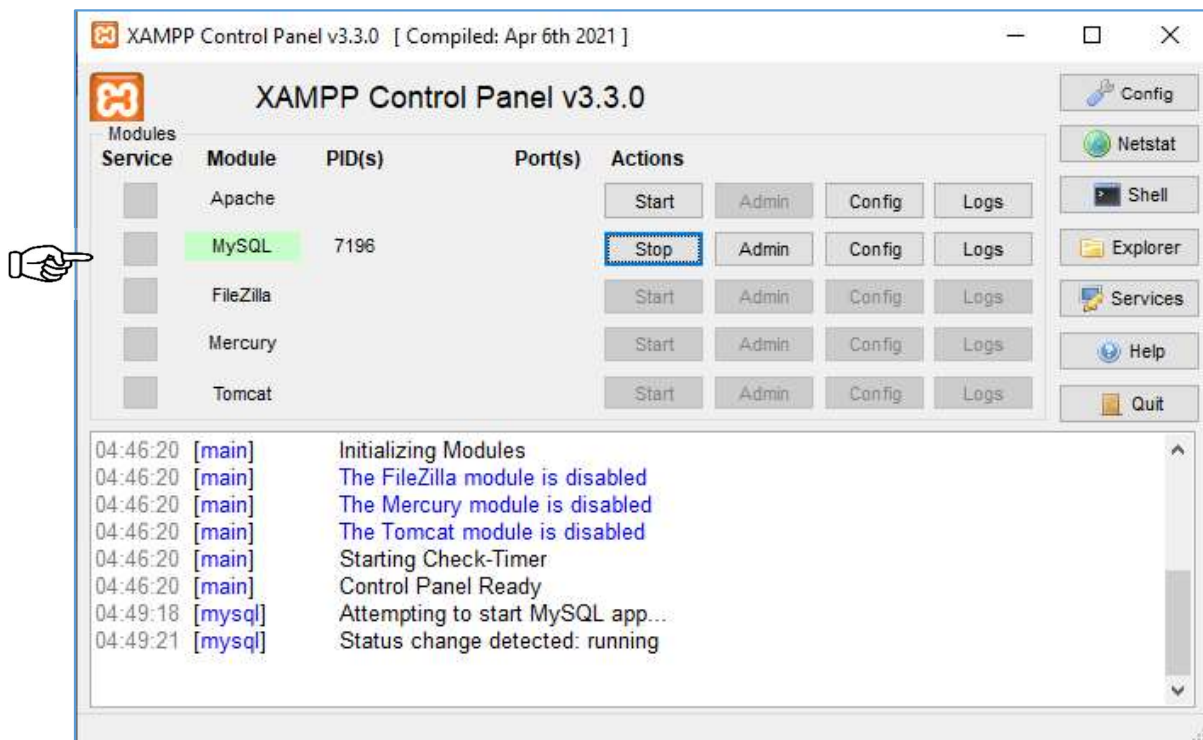 XAMPP Control Panel v3.3.0 [ Compiled: Apr 6th 2021 ]
XAMPP Control Panel v3.3.0
Config
Modules
Service Module PID(s) Port(s) Actions
Netstat
Apache Start Admin Config Logs
Shell
MySQL 7196 Stop Admin Config Logs
Explorer
FileZilla Start Admin Config Logs
Services
Mercury Start Admin Config Logs
Help
Tomcat Start Admin Config Logs
Quit
04:46:20 [main] Initializing Modules
04:46:20 [main] The FileZilla module is disabled
04:46:20 [main] The Mercury module is disabled
04:46:20 [main] The Tomcat module is disabled
04:46:20 [main] Starting Check-Timer
04:46:20 [main] Control Panel Ready
04:49:18 [mysql] Attempting to start MySQL app...
04:49:21 [mysql] Status change detected: running